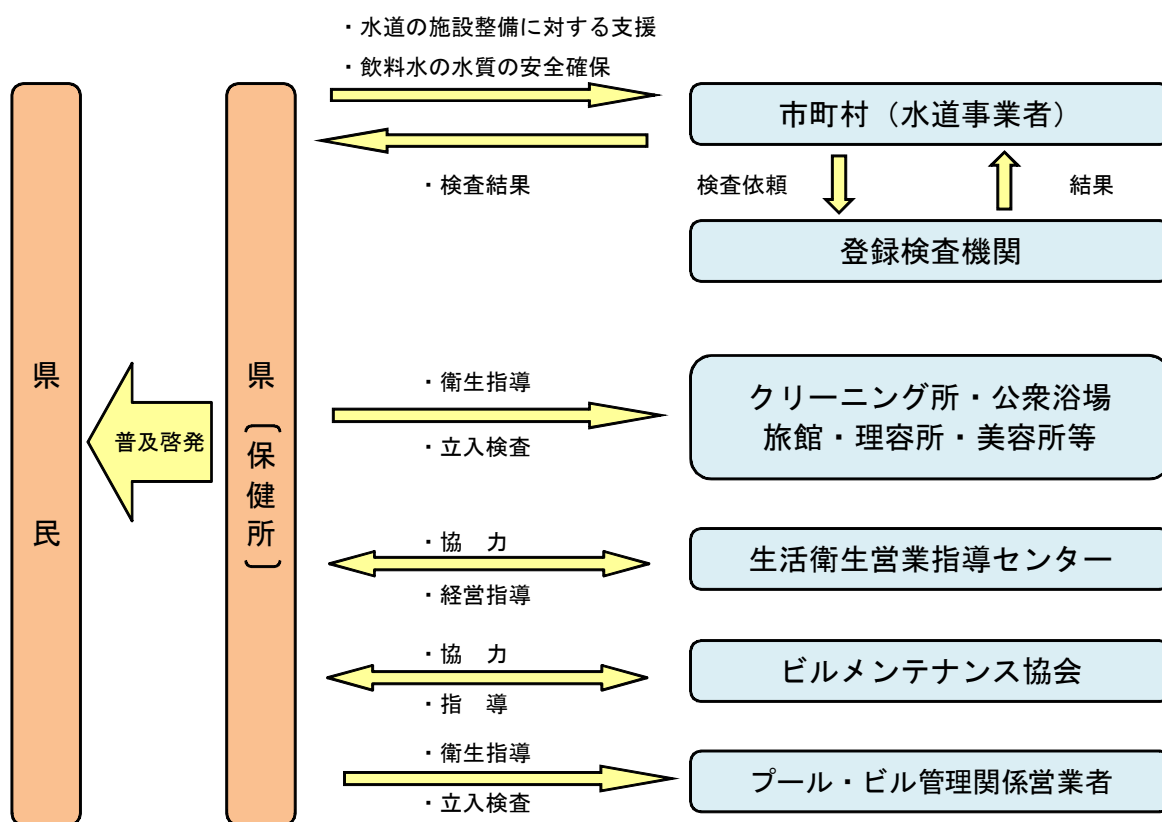 ・水道の施設整備に対する支援
・飲料水の水質の安全確保
市町村（水道事業者）
・検査結果
検査依頼
結果
登録検査機関
県民
普及啓発
県〔保健所〕
・衛生指導
・立入検査
クリーニング所・公衆浴場
旅館・理容所・美容所等
・協　力
・経営指導
生活衛生営業指導センター
・協　力
・指　導
ビルメンテナンス協会
・衛生指導
・立入検査
プール・ビル管理関係営業者